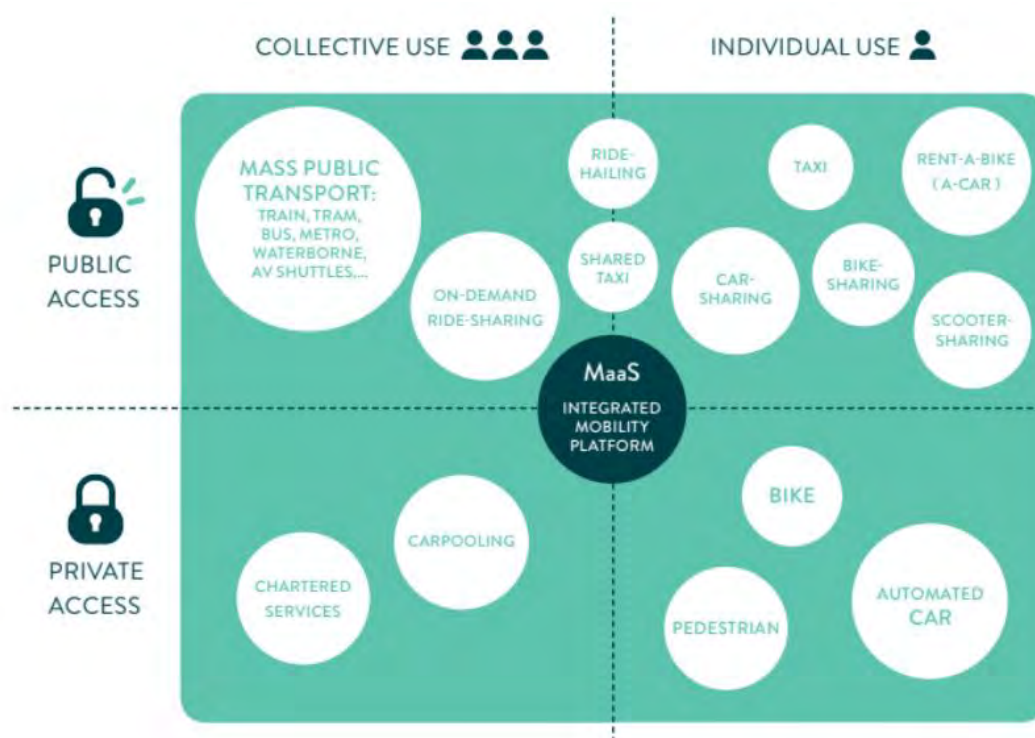 COLLECTIVE USE
INDIVIDUAL USE
PUBLIC
ACCESS
MASS PUBLIC
TRANSPORT:
TRAIN, TRAM,
BUS, METRO,
WATERBORNE,
AV SHUTTLES,...
ON-DEMAND
RIDE-SHARING
RIDE-
HAILING
SHARED
TAXI
TAXI
RENT-A-BIKE
( A-CAR )
CAR-
SHARING
BIKE-
SHARING
SCOOTER-
SHARING
MaaS
INTEGRATED
MOBILITY
PLATFORM
PRIVATE
ACCESS
CHARTERED
SERVICES
CARPOOLING
BIKE
PEDESTRIAN
AUTOMATED
CAR